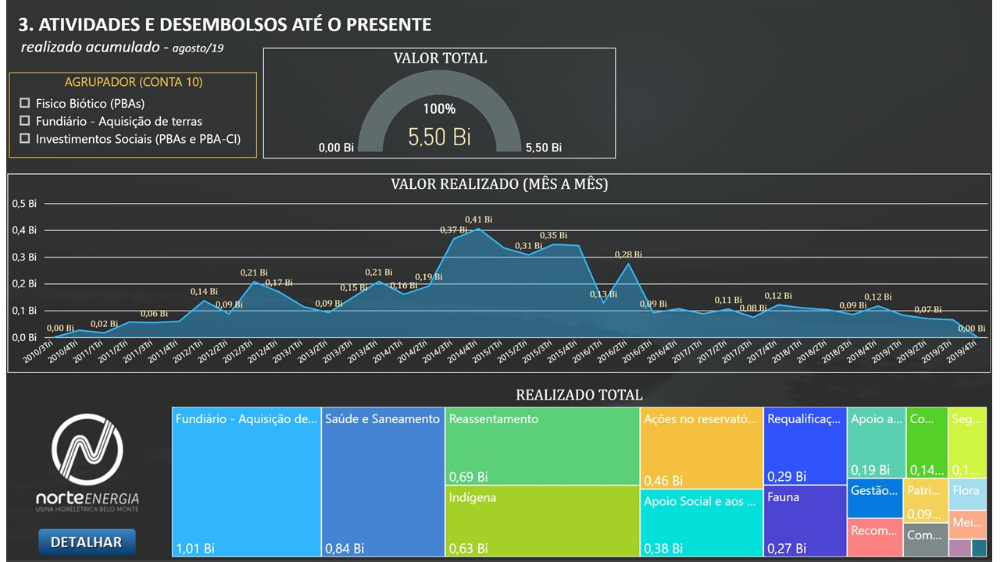 3. ATIVIDADES E DESEMBOLSOS ATÉ O PRESENTE
realizado acumulado - agosto/19
AGRUPADOR (CONTA 10)
Fisico Biótico (PBAs)
Fundiário - Aquisição de terras
Investimentos Sociais (PBAs e PBA-CI)
VALOR TOTAL
100%
5,50 Bi
0,00 Bi
5,50 Bi
VALOR REALIZADO (MÊS A MÊS)
0,5 Bi
0,4 Bi
0,3 Bi
0,2 Bi
0,1 Bi
0,0 Bi
0,00 Bi
0,02 Bi
0,06 Bi
0,14 Bi
0,09 Bi
0,21 Bi
0,17 Bi
0,09 Bi
0,15 Bi
0,21 Bi
0,16 Bi
0,19 Bi
0,37 Bi
0,41 Bi
0,31 Bi
0,35 Bi
0,13 Bi
0,28 Bi
0,09 Bi
0,11 Bi
0,08 Bi
0,12 Bi
0,09 Bi
0,12 Bi
0,07 Bi
0,00 Bi
2010/3Tri
2010/4Tri
2011/1Tri
2011/2Tri
2011/3Tri
2011/4Tri
2012/1Tri
2012/2Tri
2012/3Tri
2012/4Tri
2013/1Tri
2013/2Tri
2013/3Tri
2013/4Tri
2014/1Tri
2014/2Tri
2014/3Tri
2014/4Tri
2015/1Tri
2015/2Tri
2015/3Tri
2015/4Tri
2016/1Tri
2016/2Tri
2016/3Tri
2016/4Tri
2017/1Tri
2017/2Tri
2017/3Tri
2017/4Tri
2018/1Tri
2018/2Tri
2018/3Tri
2018/4Tri
2019/1Tri
2019/2Tri
2019/3Tri
2019/4Tri
REALIZADO TOTAL
Fundiário - Aquisição de...
1,01 Bi
Saúde e Saneamento
0,84 Bi
Reassentamento
0,69 Bi
Indígena
0,63 Bi
Ações no reservató...
0,46 Bi
Apoio Social e aos ...
0,38 Bi
Requalificaç...
0,29 Bi
Fauna
0,27 Bi
Apoio a...
0,19 Bi
Co...
0,14...
Seg...
0,1...
Gestão...
Recom...
Patri...
0,09...
Com...
Flora
Mei...
norteENERGIA
USINA HIDRELÉTRICA BELO MONTE
DETALHAR